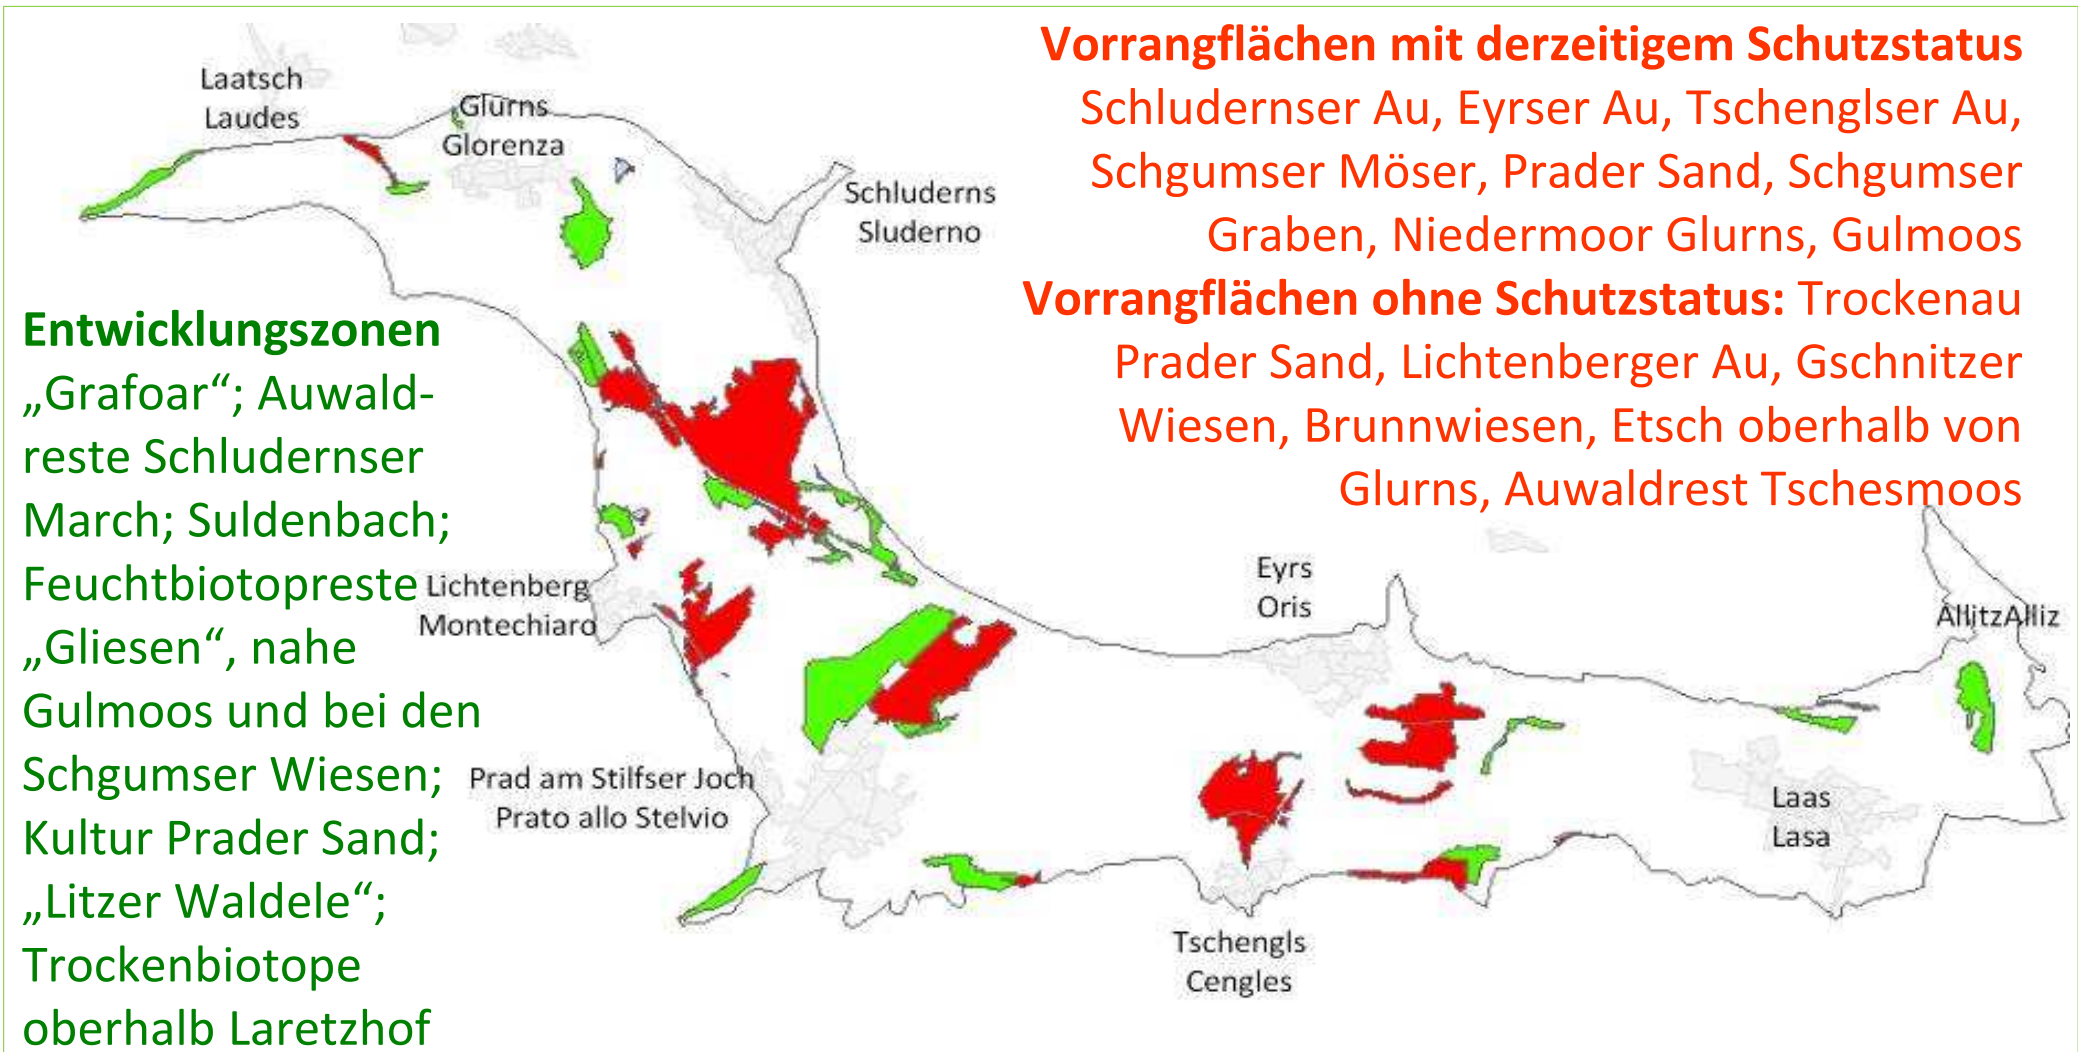 Vorrangflächen mit derzeitigem Schutzstatus
Schludernser Au, Eyrser Au, Tschenglser Au,
Schgumser Möser, Prader Sand, Schgumser
Graben, Niedermoor Glurns, Gulmoos
Vorrangflächen ohne Schutzstatus: Trockenau
Prader Sand, Lichtenberger Au, Gschnitzer
Wiesen, Brunnwiesen, Etsch oberhalb von
Glurns, Auwaldrest Tschesmoos
Laatsch
Laudes
Glurns
Glorenza
Schluderns
Sluderno
Entwicklungszonen
„Grafoar“; Auwald-
reste Schludernser
March; Suldenbach;
Feuchtbiotopreste
„Gliesen“, nahe
Gulmoos und bei den
Schgumser Wiesen;
Kultur Prader Sand;
„Litzer Waldele“;
Trockenbiotope
oberhalb Laretzhof
Lichtenberg
Montechiaro
Eyrs
Oris
AllitzAlliz
Prad am Stilfser Joch
Prato allo Stelvio
Laas
Lasa
Tschengls
Cengles